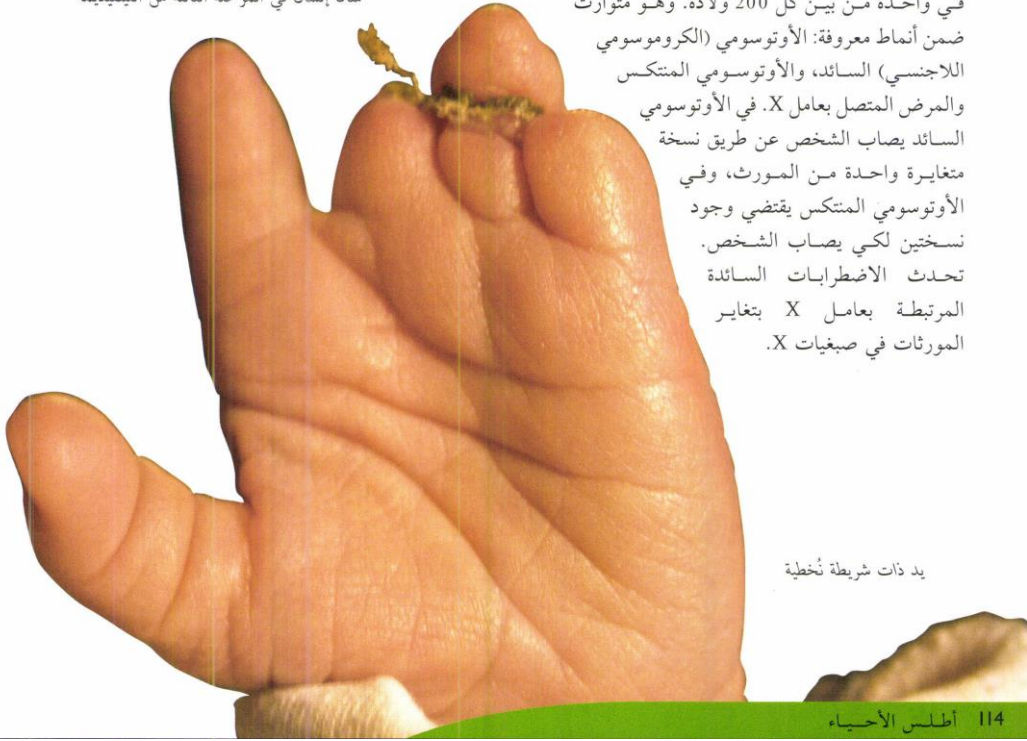 في واحدة من بين كل 200 ولادة. وهو متوارث
ضمن أنماط معروفة: الأوتوسومي (الكروموسومي
اللاجنسي) السائد، والأوتوسومي المنتكس
والمرض المتصل بعامل X. في الأوتوسومي
السائد يصاب الشخص عن طريق نسخة
متغايرة واحدة من المورث، وفي
الأوتوسومي المنتكس يقتضي وجود
نسختين لكي يصاب الشخص.
تحدث الاضطرابات السائدة
المرتبطة بعامل X بتغاير
المورثات في صبغيات X.
يد ذات شريطة نُخطية
114 أطلس الأحياء